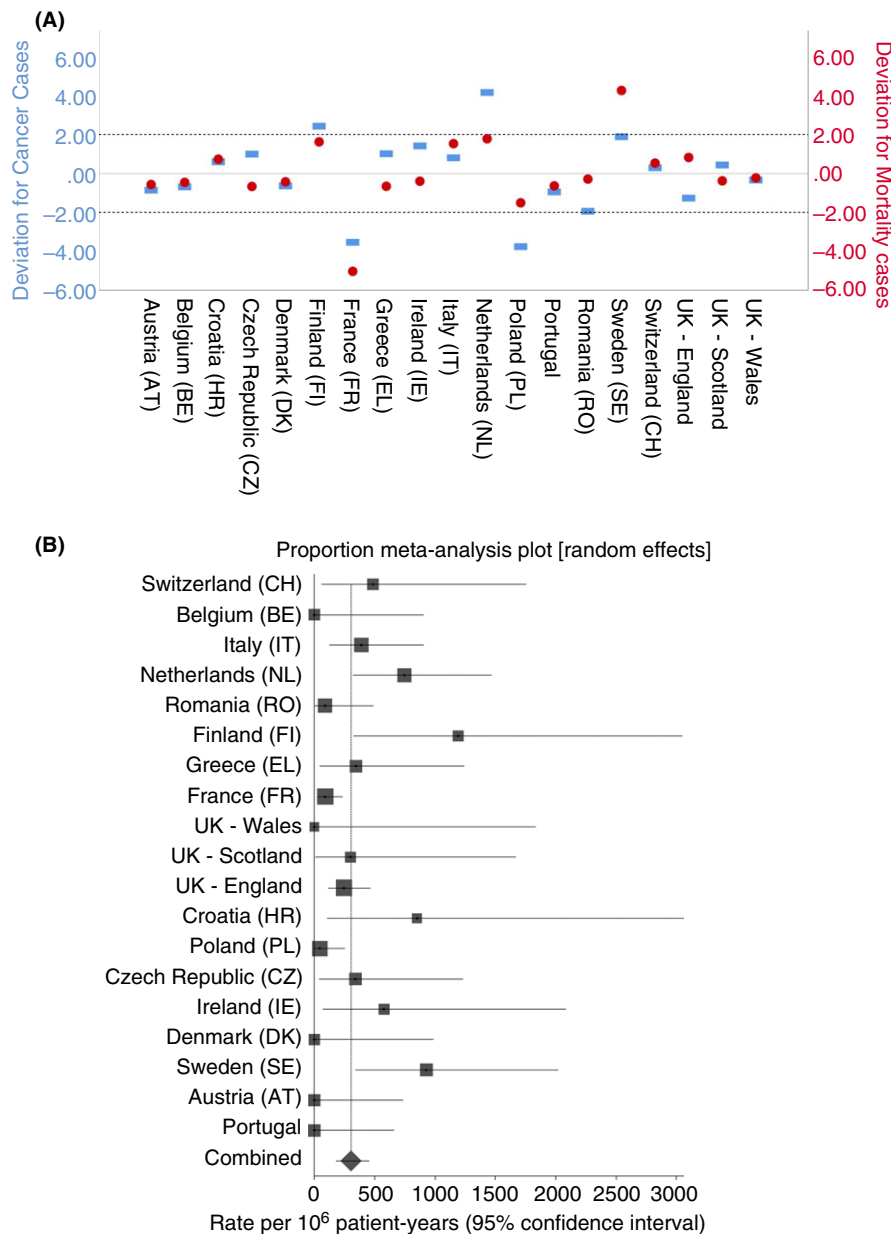 (A)
Deviation for Cancer Cases
6.00
4.00
2.00
.00
−2.00
−4.00
−6.00
6.00
4.00
2.00
.00
−2.00
−4.00
−6.00
Deviation for Mortality cases
Austria (AT)
Belgium (BE)
Croatia (HR)
Czech Republic (CZ)
Denmark (DK)
Finland (FI)
France (FR)
Greece (EL)
Ireland (IE)
Italy (IT)
Netherlands (NL)
Poland (PL)
Portugal
Romania (RO)
Sweden (SE)
Switzerland (CH)
UK - England
UK - Scotland
UK - Wales
(B)
Proportion meta-analysis plot [random effects]
Switzerland (CH)
Belgium (BE)
Italy (IT)
Netherlands (NL)
Romania (RO)
Finland (FI)
Greece (EL)
France (FR)
UK - Wales
UK - Scotland
UK - England
Croatia (HR)
Poland (PL)
Czech Republic (CZ)
Ireland (IE)
Denmark (DK)
Sweden (SE)
Austria (AT)
Portugal
Combined
0 500 1000 1500 2000 2500 3000
Rate per 10⁶ patient-years (95% confidence interval)